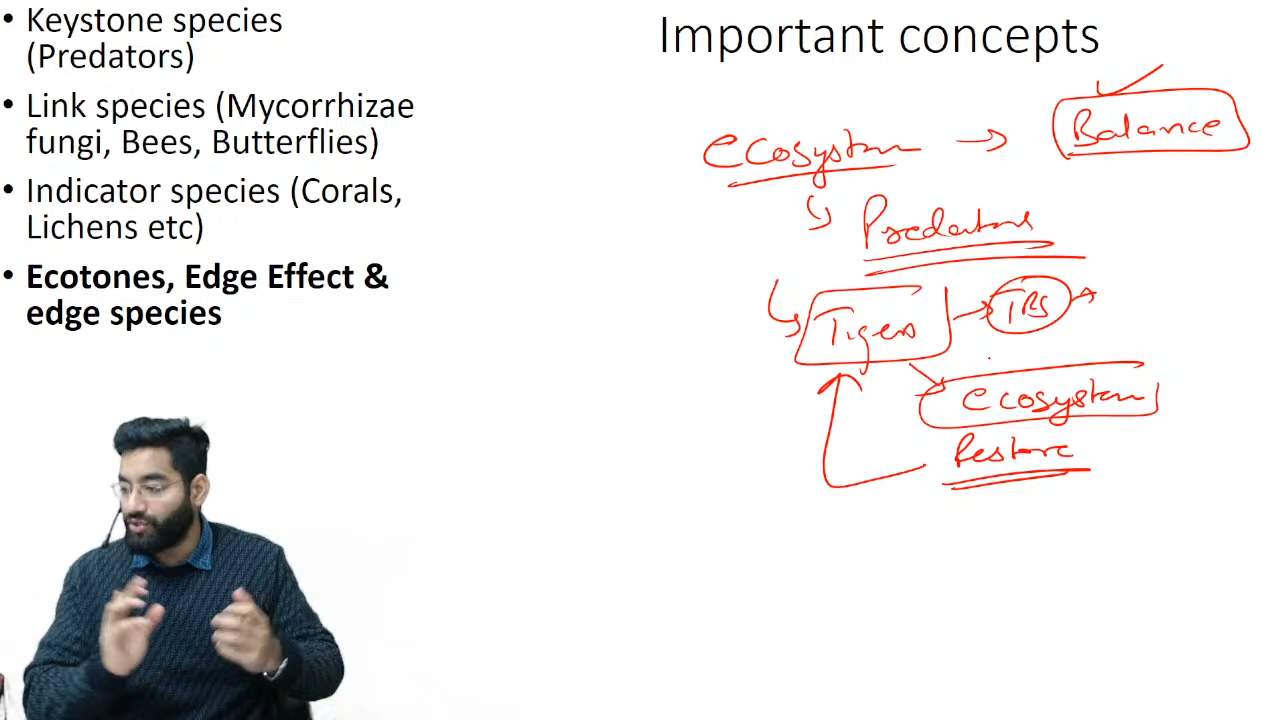 • Keystone species
(Predators)
• Link species (Mycorrhizae
fungi, Bees, Butterflies)
• Indicator species (Corals,
Lichens etc)
• Ecotones, Edge Effect &
edge species
Important concepts
ecosystem → Balance
Predators
Tigers → TRs
ecosystem
Restore